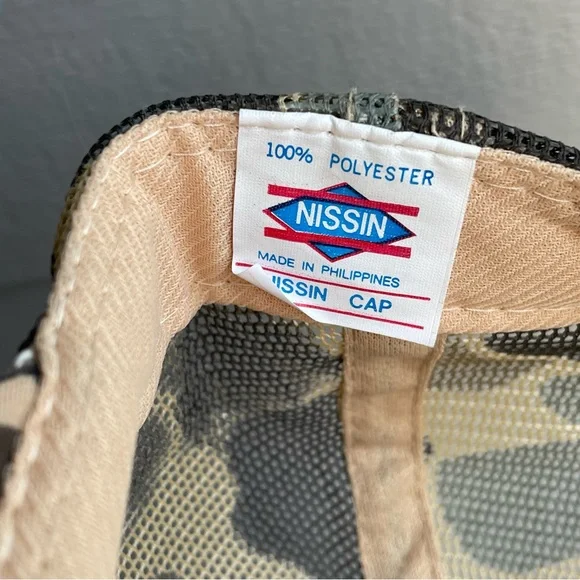 100% POLYESTER
NISSIN
MADE IN PHILIPPINES
NISSIN CAP